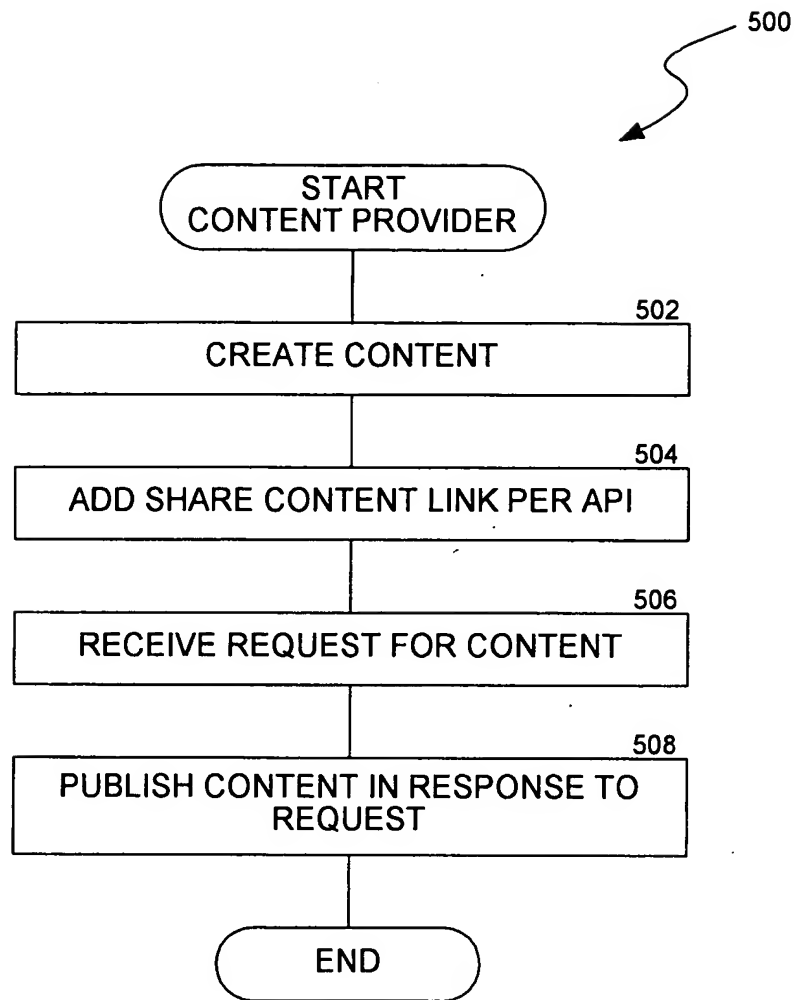 500
START
CONTENT PROVIDER
502
CREATE CONTENT
504
ADD SHARE CONTENT LINK PER API
506
RECEIVE REQUEST FOR CONTENT
508
PUBLISH CONTENT IN RESPONSE TO
REQUEST
END